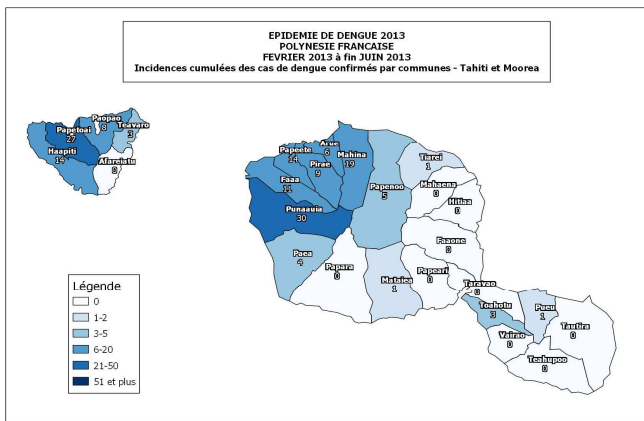 EPIDEMIE DE DENGUE 2013
POLYNESIE FRANCAISE
FEVRIER 2013 à fin JUIN 2013
Incidences cumulées des cas de dengue confirmés par communes - Tahiti et Moorea
Paopao
8
Teavaro
3
Papetoai
27
Haapiti
14
Afareiatu
0
Arue
6
Papeete
14
Pirae
9
Mahina
19
Faaa
11
Punaauia
30
Papenoo
5
Tiarei
1
Mahaena
0
Hitiaa
0
Faaone
0
Paea
4
Papara
0
Mataiea
1
Papeari
0
Taravao
0
Toahotu
3
Pueu
1
Tautira
0
Vairao
0
Teahupoo
0
Légende
0
1-2
3-5
6-20
21-50
51 et plus